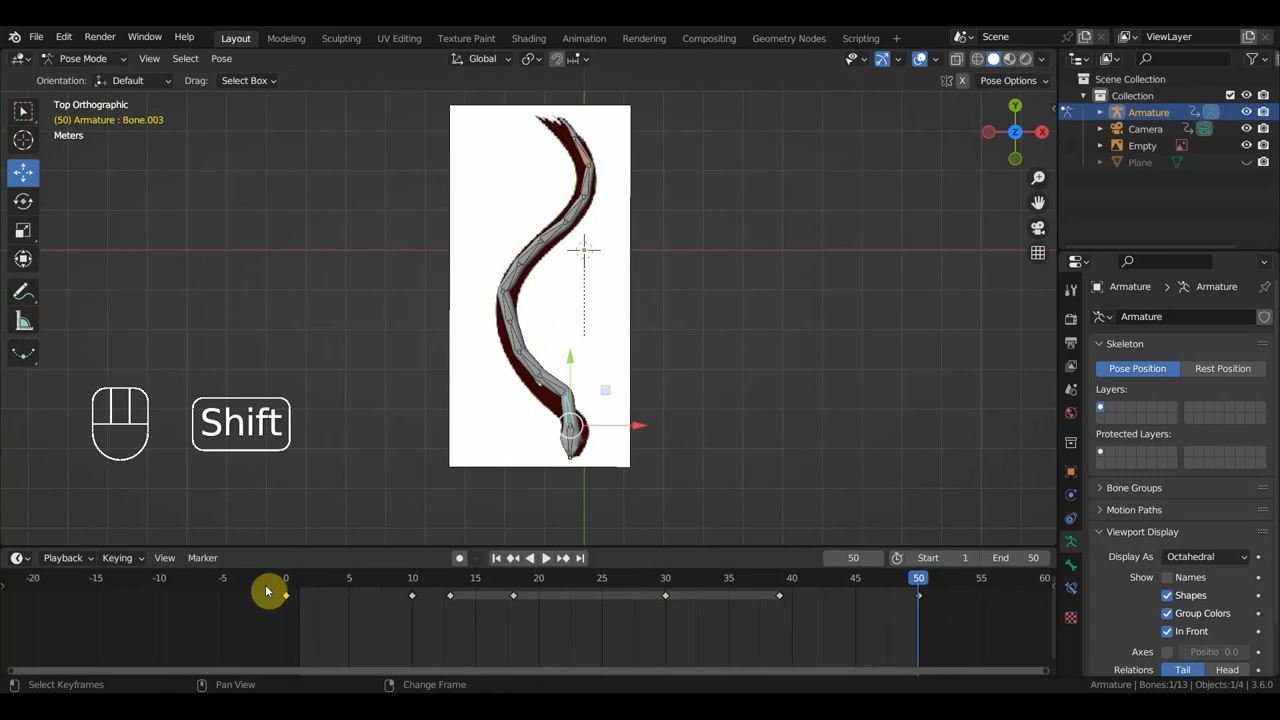 File Edit Render Window Help Layout Modeling Sculpting UV Editing Texture Paint Shading Animation Rendering Compositing Geometry Nodes Scripting + Scene ViewLayer
Pose Mode View Select Pose Global
Orientation: Default Drag: Select Box X Pose Options
Top Orthographic
(50) Armature : Bone.003
Meters
Y
Z
X
Scene Collection
Collection
Armature
Camera
Empty
Plane
Armature > Armature
Armature
Skeleton
Pose Position Rest Position
Layers:
Protected Layers:
Bone Groups
Motion Paths
Viewport Display
Display As Octahedral
Show Names
Shapes
Group Colors
In Front
Axes Positio 0.0
Relations Tail Head
Shift
Playback Keying View Marker 50 Start 1 End 50
-20 -15 -10 -5 0 5 10 15 20 25 30 35 40 45 50 55 60
Select Keyframes Pan View Change Frame Armature | Bones:1/13 | Objects:1/4 | 3.6.0